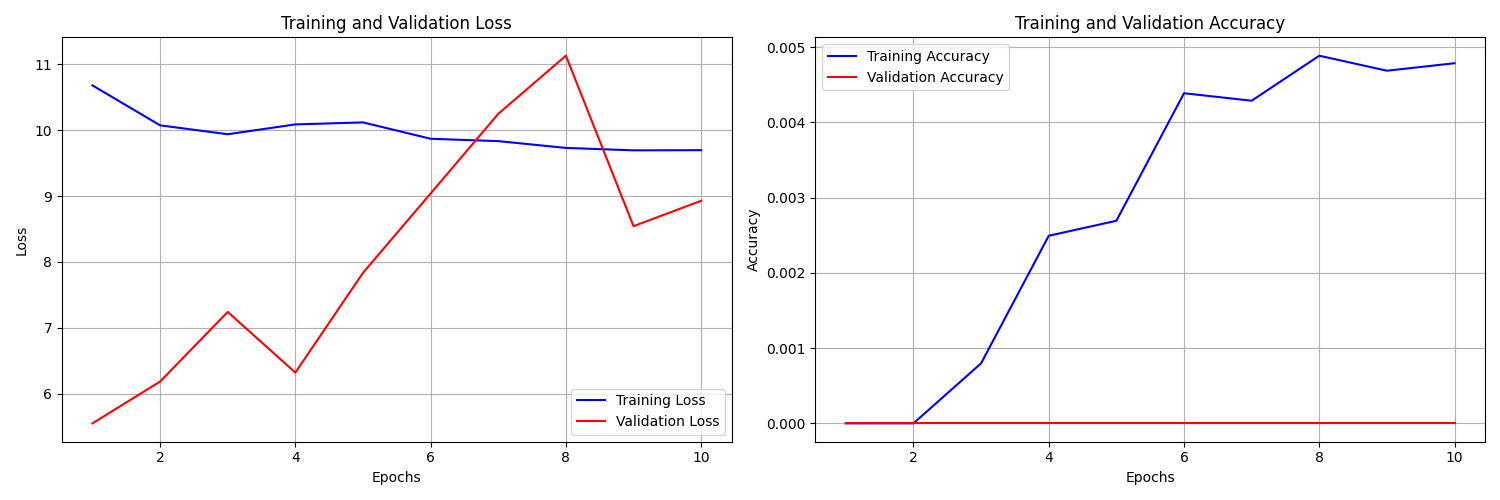 Training and Validation Loss
11
10
9
8
7
6
Loss
2
4
6
8
10
Epochs
Training Loss
Validation Loss
Training and Validation Accuracy
0.005
0.004
0.003
0.002
0.001
0.000
Accuracy
2
4
6
8
10
Epochs
Training Accuracy
Validation Accuracy